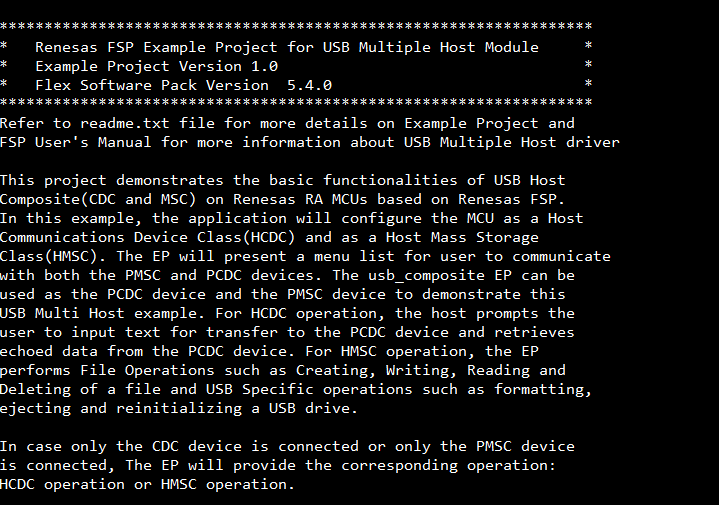 ******************************************************************
*   Renesas FSP Example Project for USB Multiple Host Module     *
*   Example Project Version 1.0                                  *
*   Flex Software Pack Version  5.4.0                            *
******************************************************************
Refer to readme.txt file for more details on Example Project and
FSP User's Manual for more information about USB Multiple Host driver

This project demonstrates the basic functionalities of USB Host
Composite(CDC and MSC) on Renesas RA MCUs based on Renesas FSP.
In this example, the application will configure the MCU as a Host
Communications Device Class(HCDC) and as a Host Mass Storage
Class(HMSC). The EP will present a menu list for user to communicate
with both the PMSC and PCDC devices. The usb_composite EP can be
used as the PCDC device and the PMSC device to demonstrate this
USB Multi Host example. For HCDC operation, the host prompts the
user to input text for transfer to the PCDC device and retrieves
echoed data from the PCDC device. For HMSC operation, the EP
performs File Operations such as Creating, Writing, Reading and
Deleting of a file and USB Specific operations such as formatting,
ejecting and reinitializing a USB drive.

In case only the CDC device is connected or only the PMSC device
is connected, The EP will provide the corresponding operation:
HCDC operation or HMSC operation.